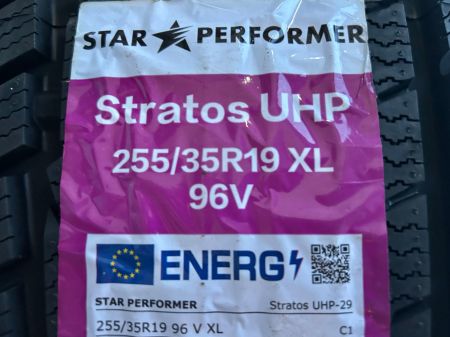 STAR PERFORMER
Stratos UHP
255/35R19 XL
96V
ENERG
STAR PERFORMER Stratos UHP-29
255/35R19 96 V XL C1